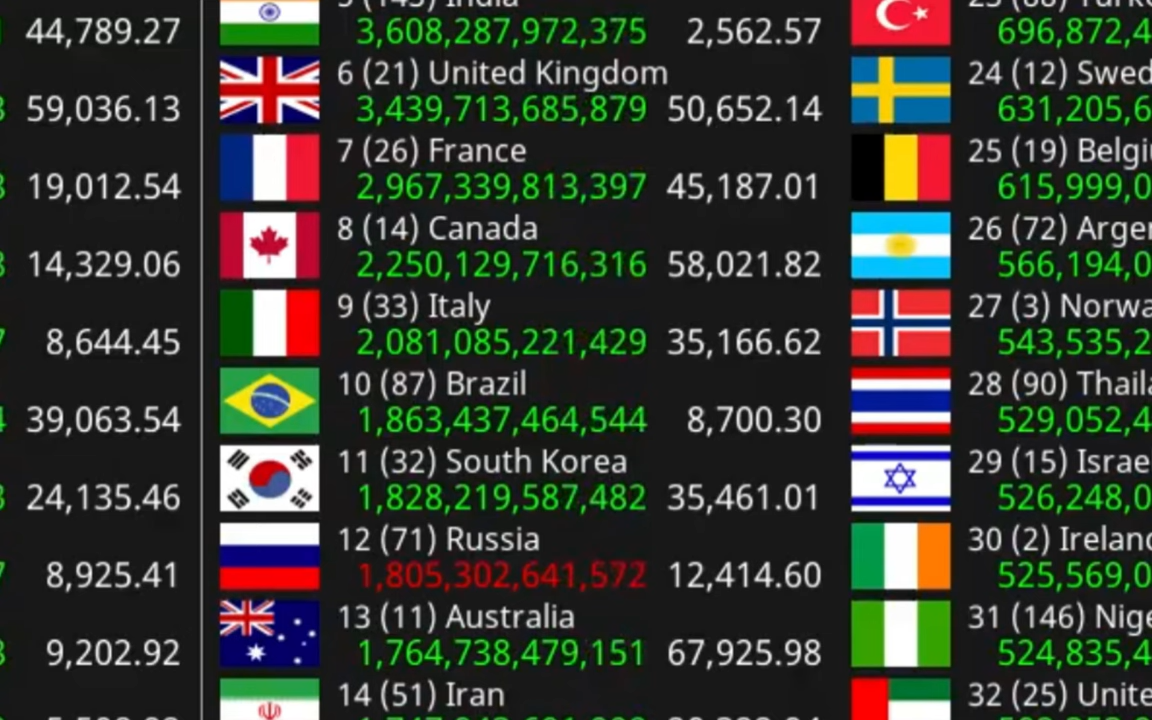 44,789.27
59,036.13
19,012.54
14,329.06
8,644.45
39,063.54
24,135.46
8,925.41
9,202.92
India
3,608,287,972,375 2,562.57
6 (21) United Kingdom
3,439,713,685,879 50,652.14
7 (26) France
2,967,339,813,397 45,187.01
8 (14) Canada
2,250,129,716,316 58,021.82
9 (33) Italy
2,081,085,221,429 35,166.62
10 (87) Brazil
1,863,437,464,544 8,700.30
11 (32) South Korea
1,828,219,587,482 35,461.01
12 (71) Russia
1,805,302,641,572 12,414.60
13 (11) Australia
1,764,738,479,151 67,925.98
14 (51) Iran
696,872,4
24 (12) Swed
631,205,6
25 (19) Belgi
615,999,0
26 (72) Arge
566,194,0
27 (3) Norwa
543,535,2
28 (90) Thaila
529,052,4
29 (15) Israe
526,248,0
30 (2) Ireland
525,569,0
31 (146) Nige
524,835,4
32 (25) Unite